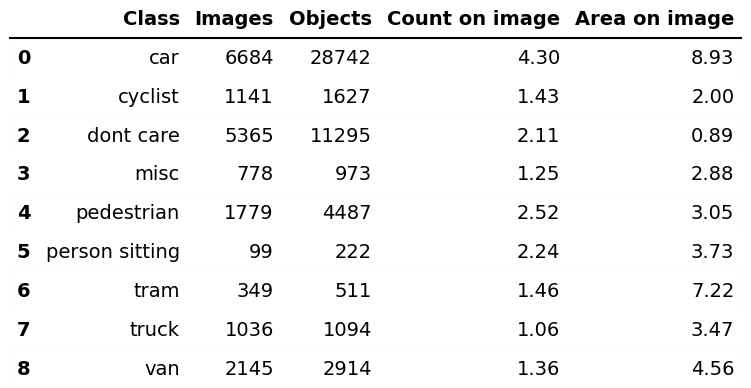 Class Images Objects Count on image Area on image
0 car 6684 28742 4.30 8.93
1 cyclist 1141 1627 1.43 2.00
2 dont care 5365 11295 2.11 0.89
3 misc 778 973 1.25 2.88
4 pedestrian 1779 4487 2.52 3.05
5 person sitting 99 222 2.24 3.73
6 tram 349 511 1.46 7.22
7 truck 1036 1094 1.06 3.47
8 van 2145 2914 1.36 4.56